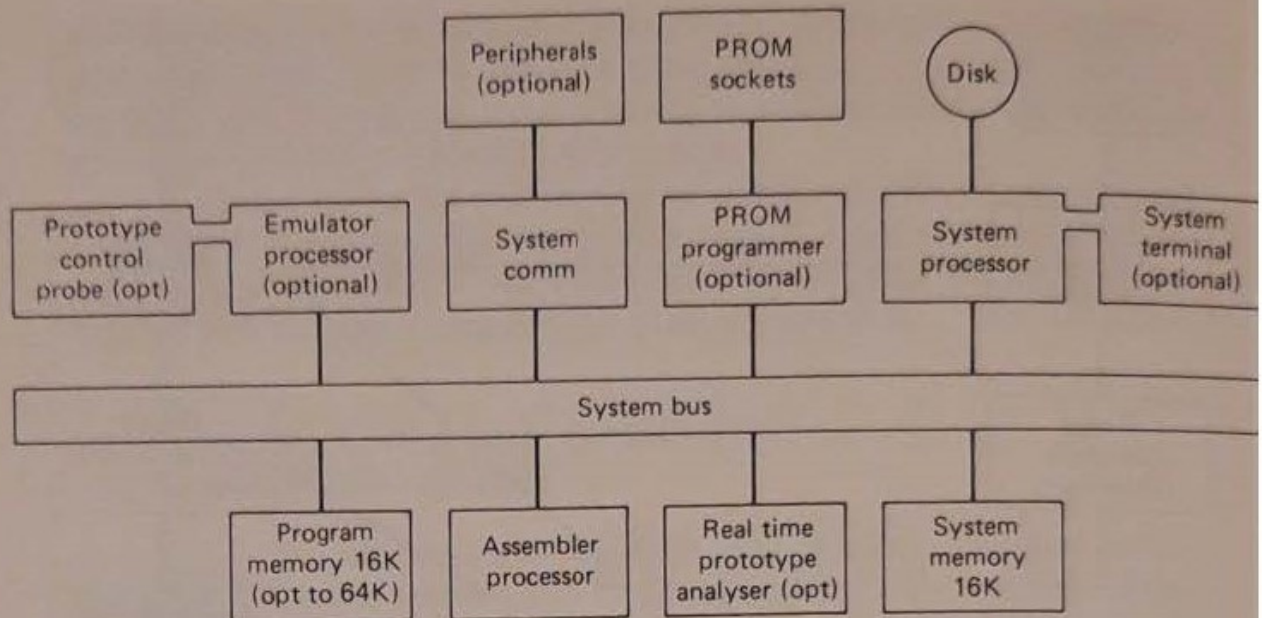 Peripherals
(optional)
PROM
sockets
Disk
Prototype
control
probe (opt)
Emulator
processor
(optional)
System
comm
PROM
programmer
(optional)
System
processor
System
terminal
(optional)
System bus
Program
memory 16K
(opt to 64K)
Assembler
processor
Real time
prototype
analyser (opt)
System
memory
16K